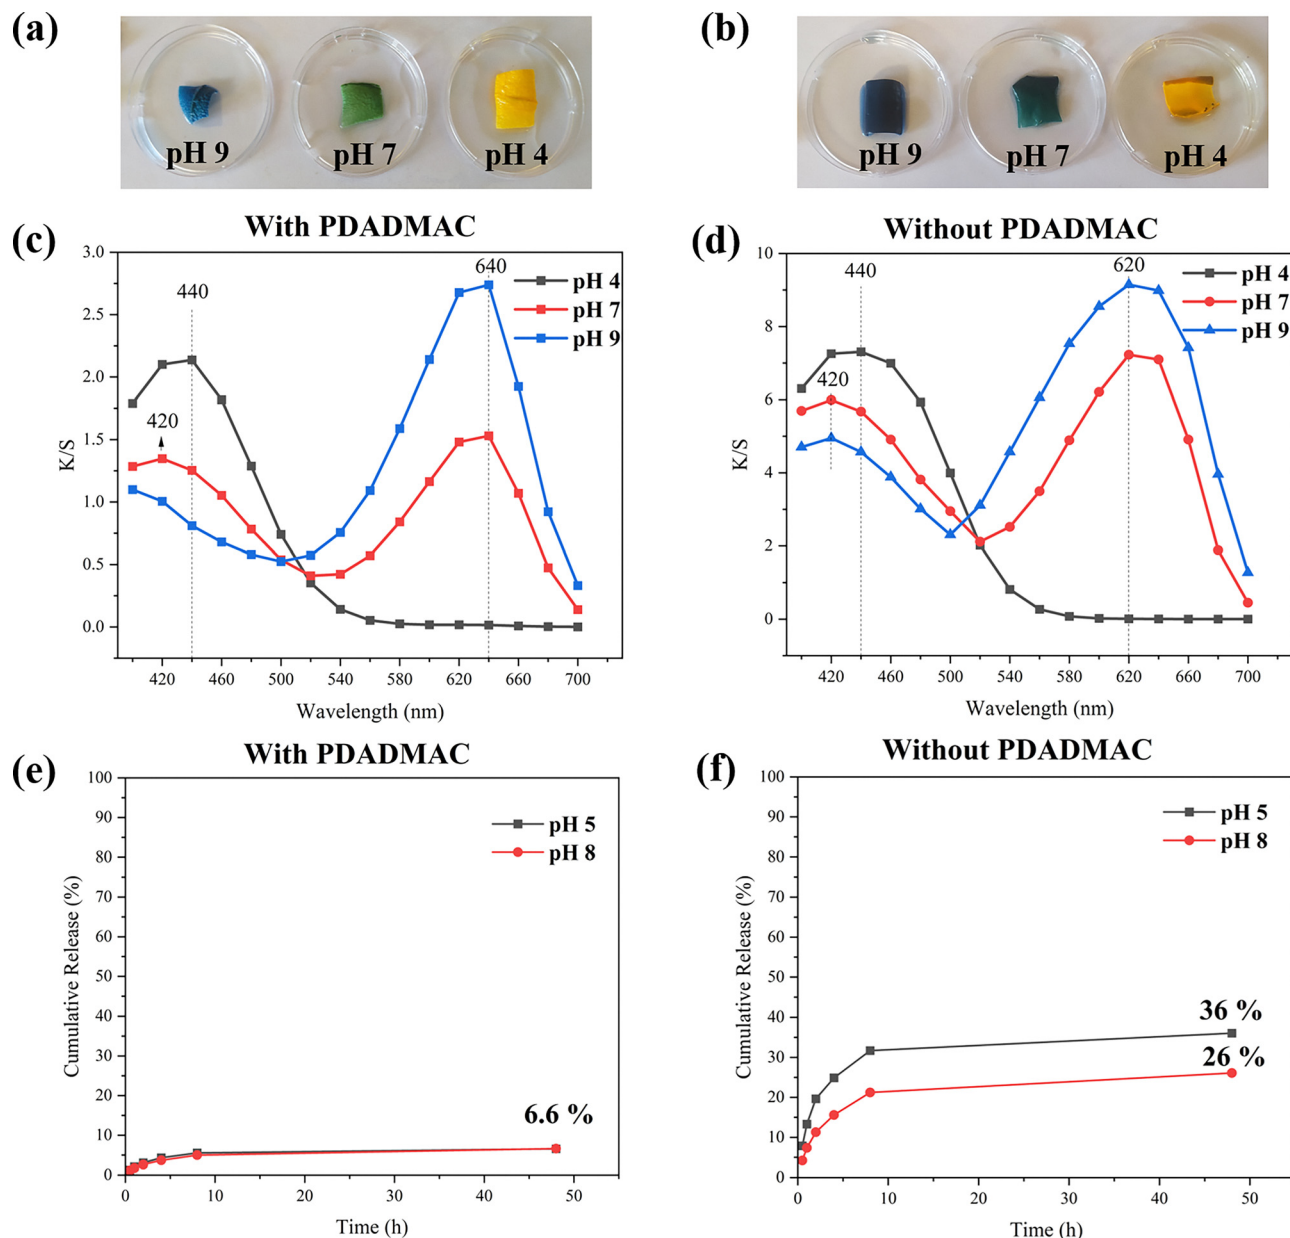 (a)
pH 9
pH 7
pH 4
(b)
pH 9
pH 7
pH 4
(c)
With PDADMAC
K/S
3.0
2.5
2.0
1.5
1.0
0.5
0.0
440
420
640
pH 4
pH 7
pH 9
420 460 500 540 580 620 660 700
Wavelength (nm)
(d)
Without PDADMAC
K/S
10
8
6
4
2
0
440
420
620
pH 4
pH 7
pH 9
420 460 500 540 580 620 660 700
Wavelength (nm)
(e)
With PDADMAC
Cumulative Release (%)
100
90
80
70
60
50
40
30
20
10
0
pH 5
pH 8
6.6 %
0 10 20 30 40 50
Time (h)
(f)
Without PDADMAC
Cumulative Release (%)
100
90
80
70
60
50
40
30
20
10
0
pH 5
pH 8
36 %
26 %
0 10 20 30 40 50
Time (h)